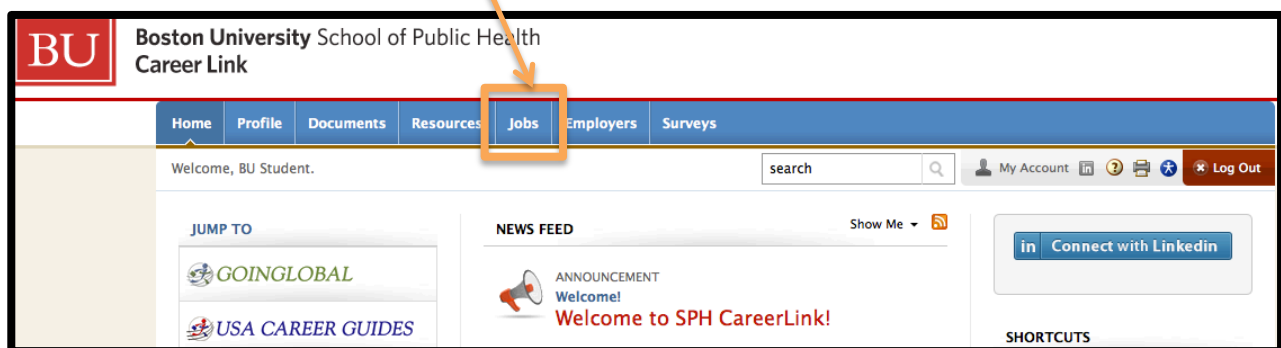 BU
Boston University School of Public Health
Career Link
Home Profile Documents Resources Jobs Employers Surveys
Welcome, BU Student.
search
My Account in ? Log Out
JUMP TO
GOINGLOBAL
USA CAREER GUIDES
NEWS FEED
Show Me
ANNOUNCEMENT
Welcome!
Welcome to SPH CareerLink!
in Connect with Linkedin
SHORTCUTS